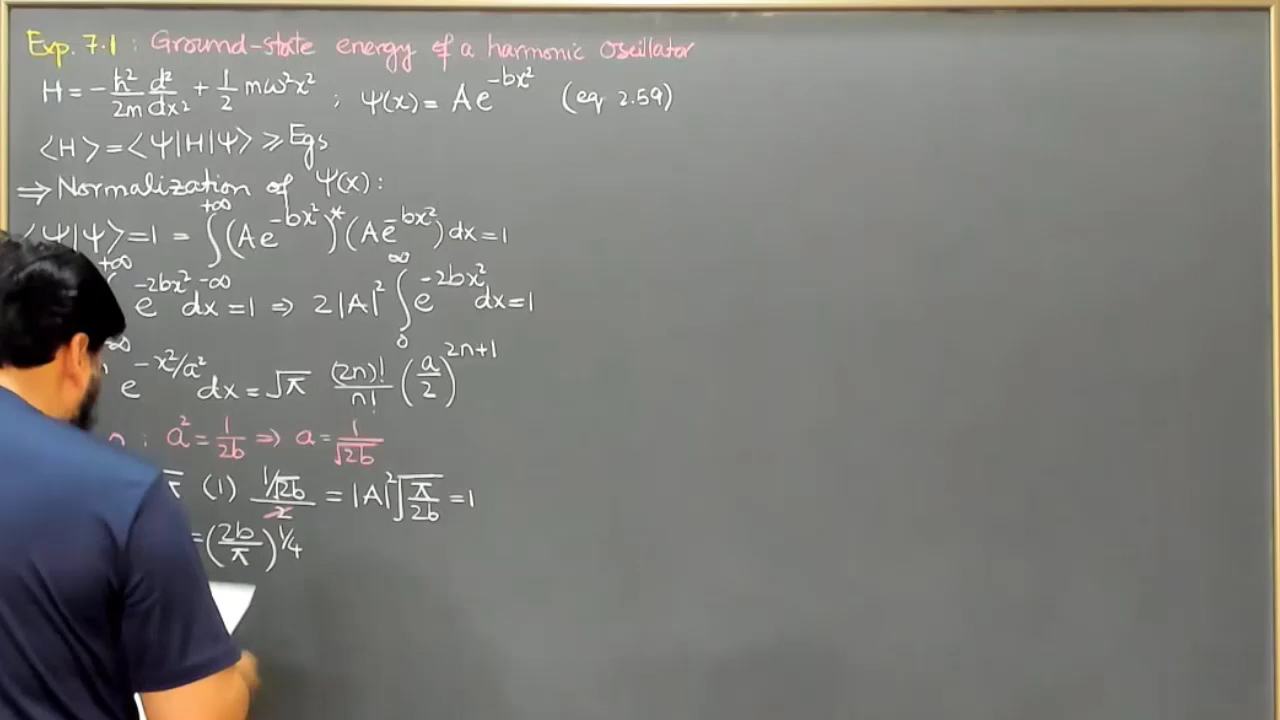 Exp. 7.1 : Ground-state energy of a harmonic oscillator
H = -ħ²/2m d²/dx² + 1/2 mω²x² ; Ψ(x) = Ae^(-bx²) (eq 2.59)
⟨H⟩ = ⟨Ψ|H|Ψ⟩ ⩾ Egs
⇒ Normalization of Ψ(x):
⟨Ψ|Ψ⟩ = 1 = ∫_(-∞)^(+∞) (Ae^(-bx²))* (Ae^(-bx²)) dx = 1
+∞ e^(-2bx²) dx = 1 ⇒ 2|A|² ∫_0^∞ e^(-2bx²) dx = 1
∞ e^(-x²/a²) dx = √π (2n)!/n! (a/2)^(2n+1)
: a² = 1/2b ⇒ a = 1/√2b
(1) (1/√2b)/2 = |A|² √(π/2b) = 1
= (2b/π)^(1/4)